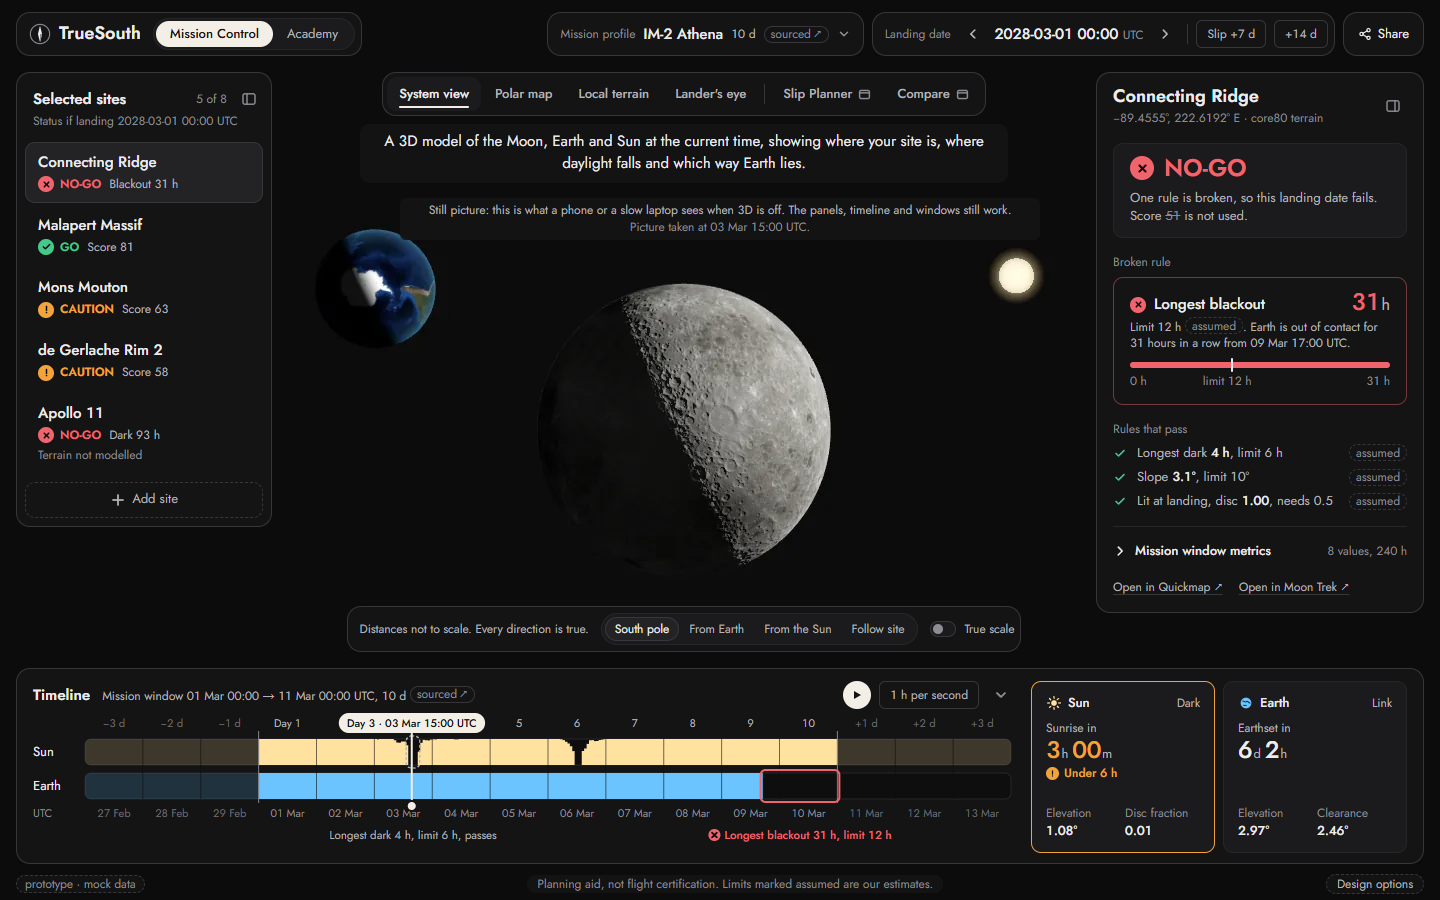 TrueSouth
Mission Control
Academy
Mission profile IM-2 Athena 10 d sourced ↗
Landing date 2028-03-01 00:00 UTC
Slip +7 d
+14 d
Share
Selected sites 5 of 8
Status if landing 2028-03-01 00:00 UTC
Connecting Ridge
NO-GO Blackout 31 h
Malapert Massif
GO Score 81
Mons Mouton
CAUTION Score 63
de Gerlache Rim 2
CAUTION Score 58
Apollo 11
NO-GO Dark 93 h
Terrain not modelled
+ Add site
System view
Polar map
Local terrain
Lander's eye
Slip Planner
Compare
A 3D model of the Moon, Earth and Sun at the current time, showing where your site is, where
daylight falls and which way Earth lies.
Still picture: this is what a phone or a slow laptop sees when 3D is off. The panels, timeline and windows still work.
Picture taken at 03 Mar 15:00 UTC.
Distances not to scale. Every direction is true.
South pole
From Earth
From the Sun
Follow site
True scale
Connecting Ridge
−89.4555°, 222.6192° E · core80 terrain
NO-GO
One rule is broken, so this landing date fails.
Score 51 is not used.
Broken rule
Longest blackout 31 h
Limit 12 h assumed . Earth is out of contact for
31 hours in a row from 09 Mar 17:00 UTC.
0 h limit 12 h 31 h
Rules that pass
Longest dark 4 h, limit 6 h assumed
Slope 3.1°, limit 10° assumed
Lit at landing, disc 1.00, needs 0.5 assumed
Mission window metrics 8 values, 240 h
Open in Quickmap ↗ Open in Moon Trek ↗
Timeline Mission window 01 Mar 00:00 → 11 Mar 00:00 UTC, 10 d sourced ↗
1 h per second
−3 d −2 d −1 d Day 1 Day 3 · 03 Mar 15:00 UTC 5 6 7 8 9 10 +1 d +2 d +3 d
Sun
Earth
UTC 27 Feb 28 Feb 29 Feb 01 Mar 02 Mar 03 Mar 04 Mar 05 Mar 06 Mar 07 Mar 08 Mar 09 Mar 10 Mar 11 Mar 12 Mar 13 Mar
Longest dark 4 h, limit 6 h, passes
Longest blackout 31 h, limit 12 h
Sun Dark
Sunrise in
3 h 00 m
Under 6 h
Elevation Disc fraction
1.08° 0.01
Earth Link
Earthset in
6 d 2 h
Elevation Clearance
2.97° 2.46°
prototype · mock data
Planning aid, not flight certification. Limits marked assumed are our estimates.
Design options